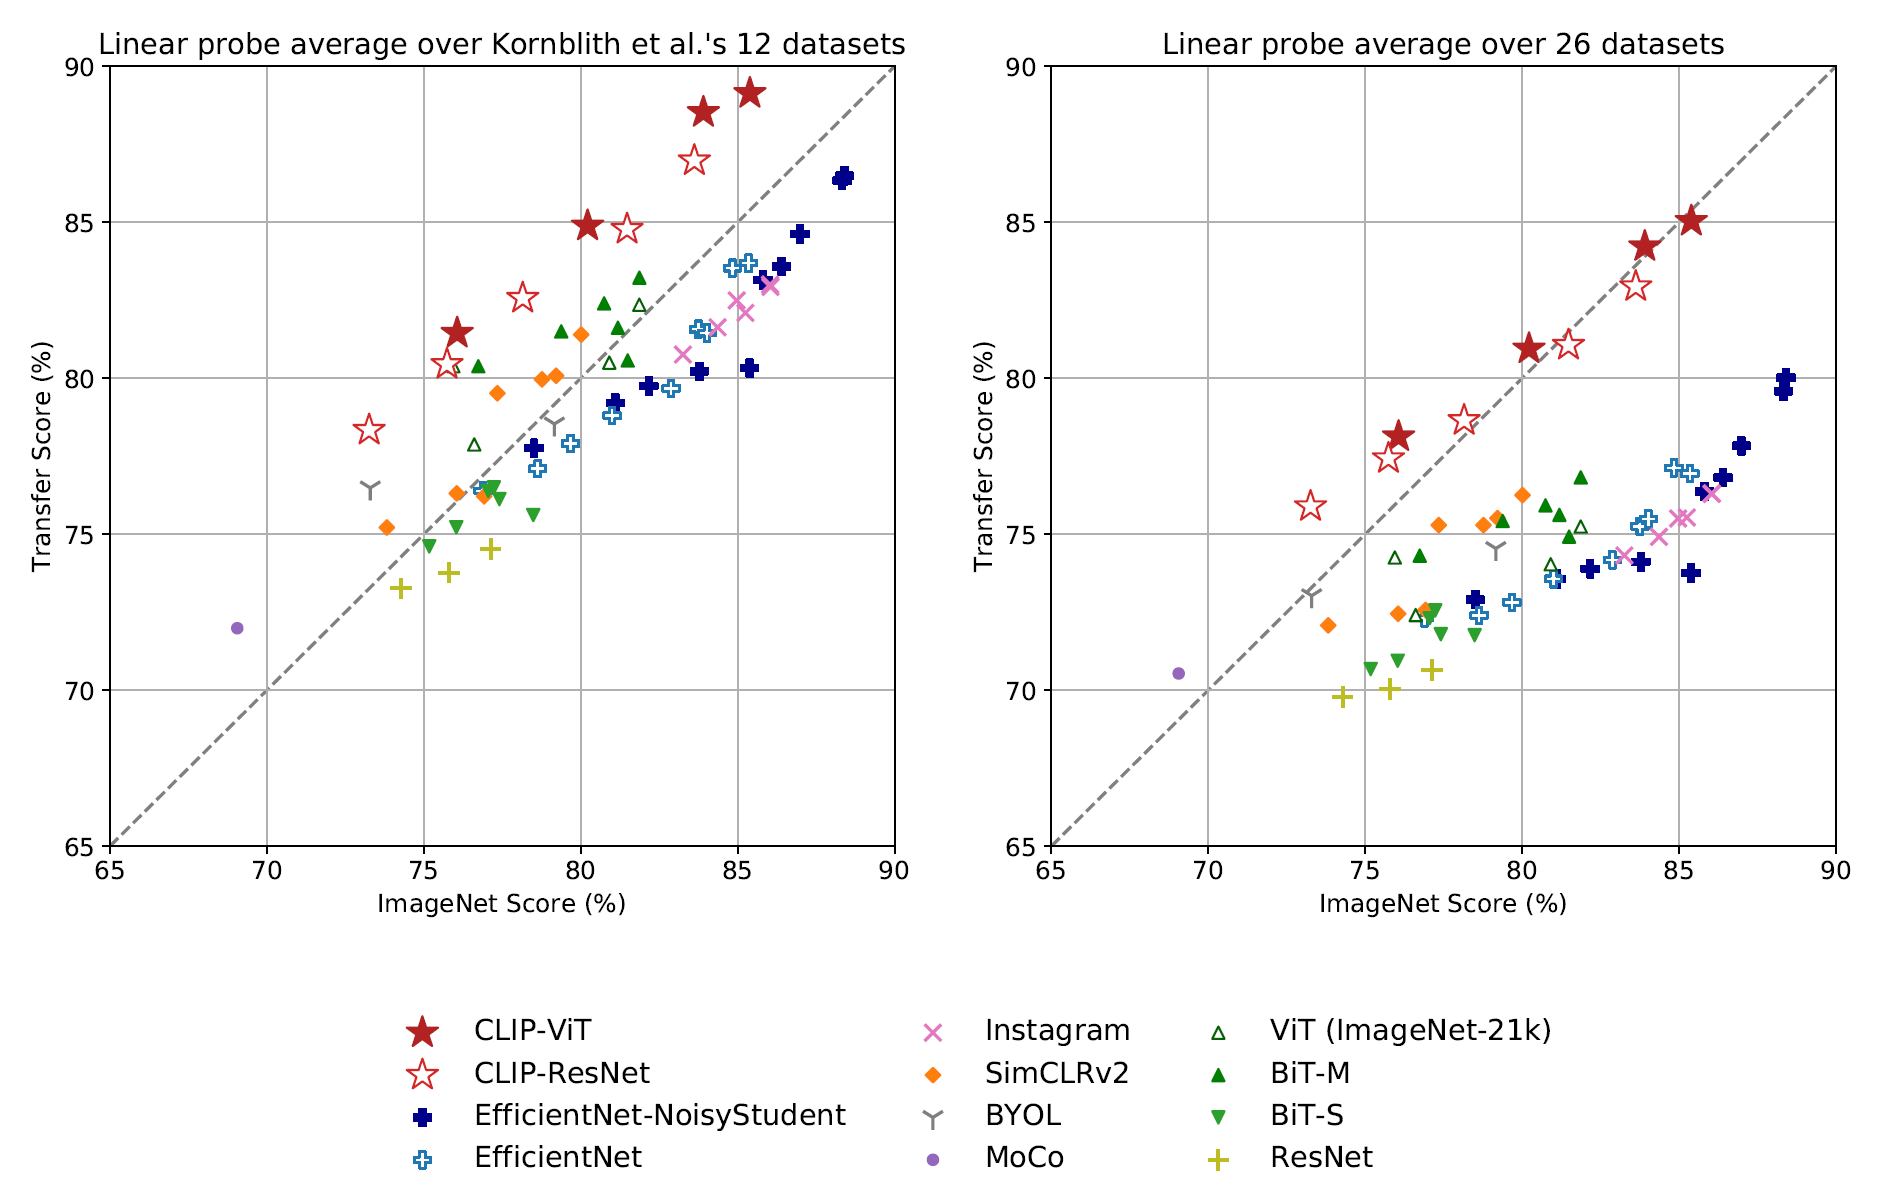 Linear probe average over Kornblith et al.'s 12 datasets
90
85
80
75
70
65
Transfer Score (%)
65 70 75 80 85 90
ImageNet Score (%)
Linear probe average over 26 datasets
90
85
80
75
70
65
Transfer Score (%)
65 70 75 80 85 90
ImageNet Score (%)
CLIP-ViT
CLIP-ResNet
EfficientNet-NoisyStudent
EfficientNet
Instagram
SimCLRv2
BYOL
MoCo
ViT (ImageNet-21k)
BiT-M
BiT-S
ResNet